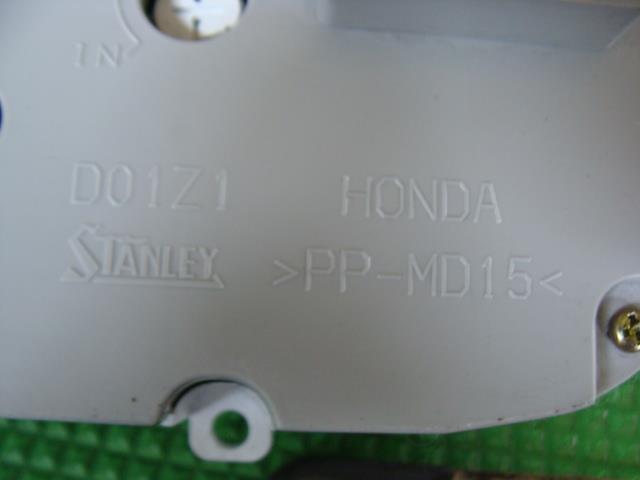 IN
D01Z1 HONDA
STANLEY >PP-MD15<